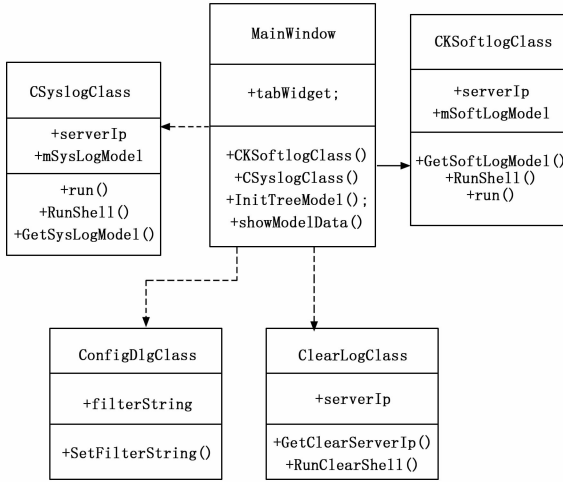 MainWindow
+tabWidget;
+CKSoftlogClass()
+CSyslogClass()
+InitTreeModel();
+showModelData()
CKSoftlogClass
+serverIp
+mSoftLogModel
+GetSoftLogModel()
+RunShell()
+run()
CSyslogClass
+serverIp
+mSysLogModel
+run()
+RunShell()
+GetSysLogModel()
ConfigDlgClass
+filterString
+SetFilterString()
ClearLogClass
+serverIp
+GetClearServerIp()
+RunClearShell()